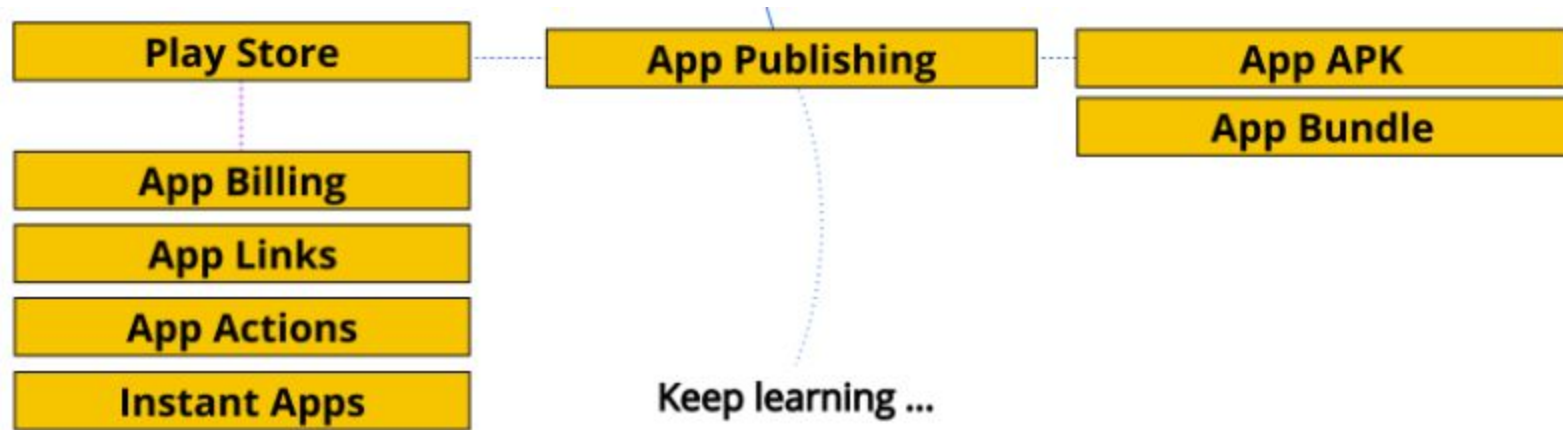 Play Store
App Publishing
App APK
App Bundle
App Billing
App Links
App Actions
Instant Apps
Keep learning ...